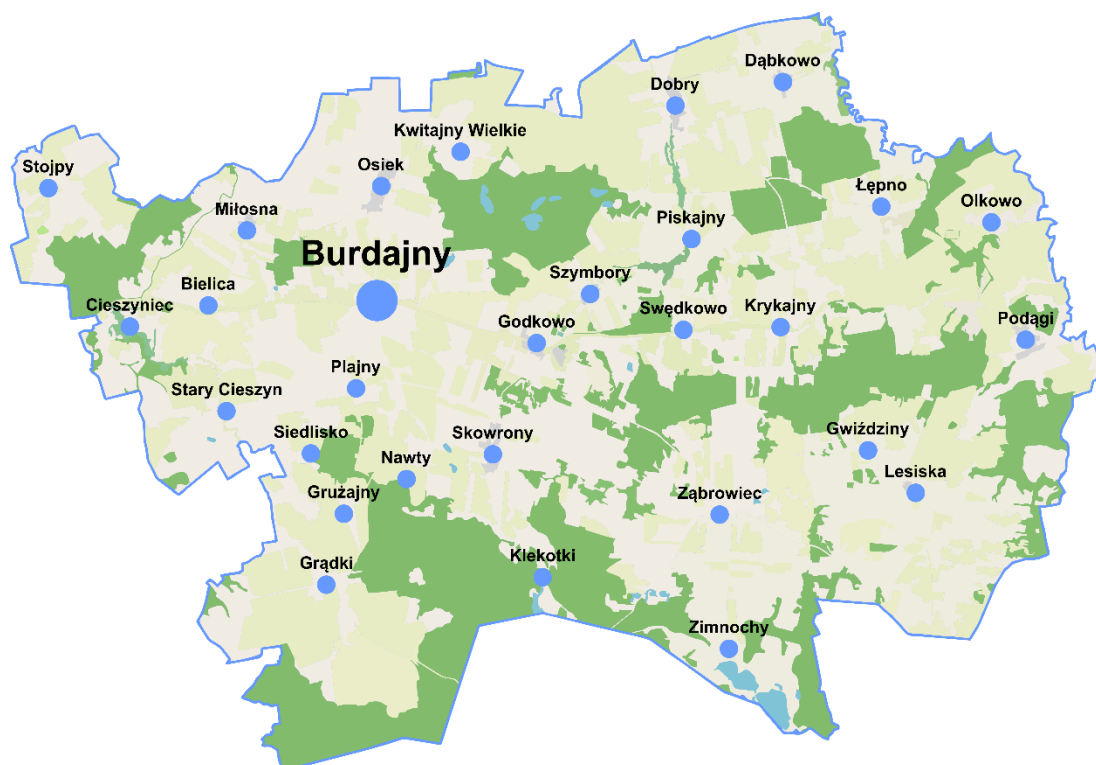 Dąbkowo
Dobry
Kwitajny Wielkie
Osiek
Stojpy
Łępno
Miłosna
Olkowo
Piskajny
Burdajny
Szymbory
Bielica
Cieszyniec
Swędkowo
Krykajny
Godkowo
Podągi
Plajny
Stary Cieszyn
Siedlisko
Skowrony
Gwiździny
Nawty
Lesiska
Grużajny
Ząbrowiec
Klekotki
Grądki
Zimnochy